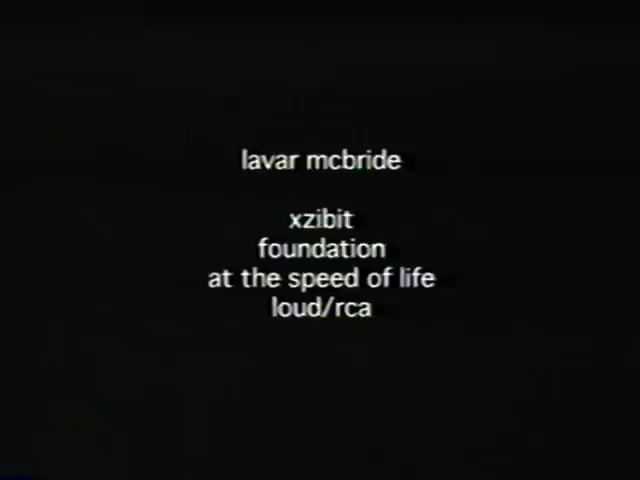 lavar mcbride
xzibit
foundation
at the speed of life
loud/rca